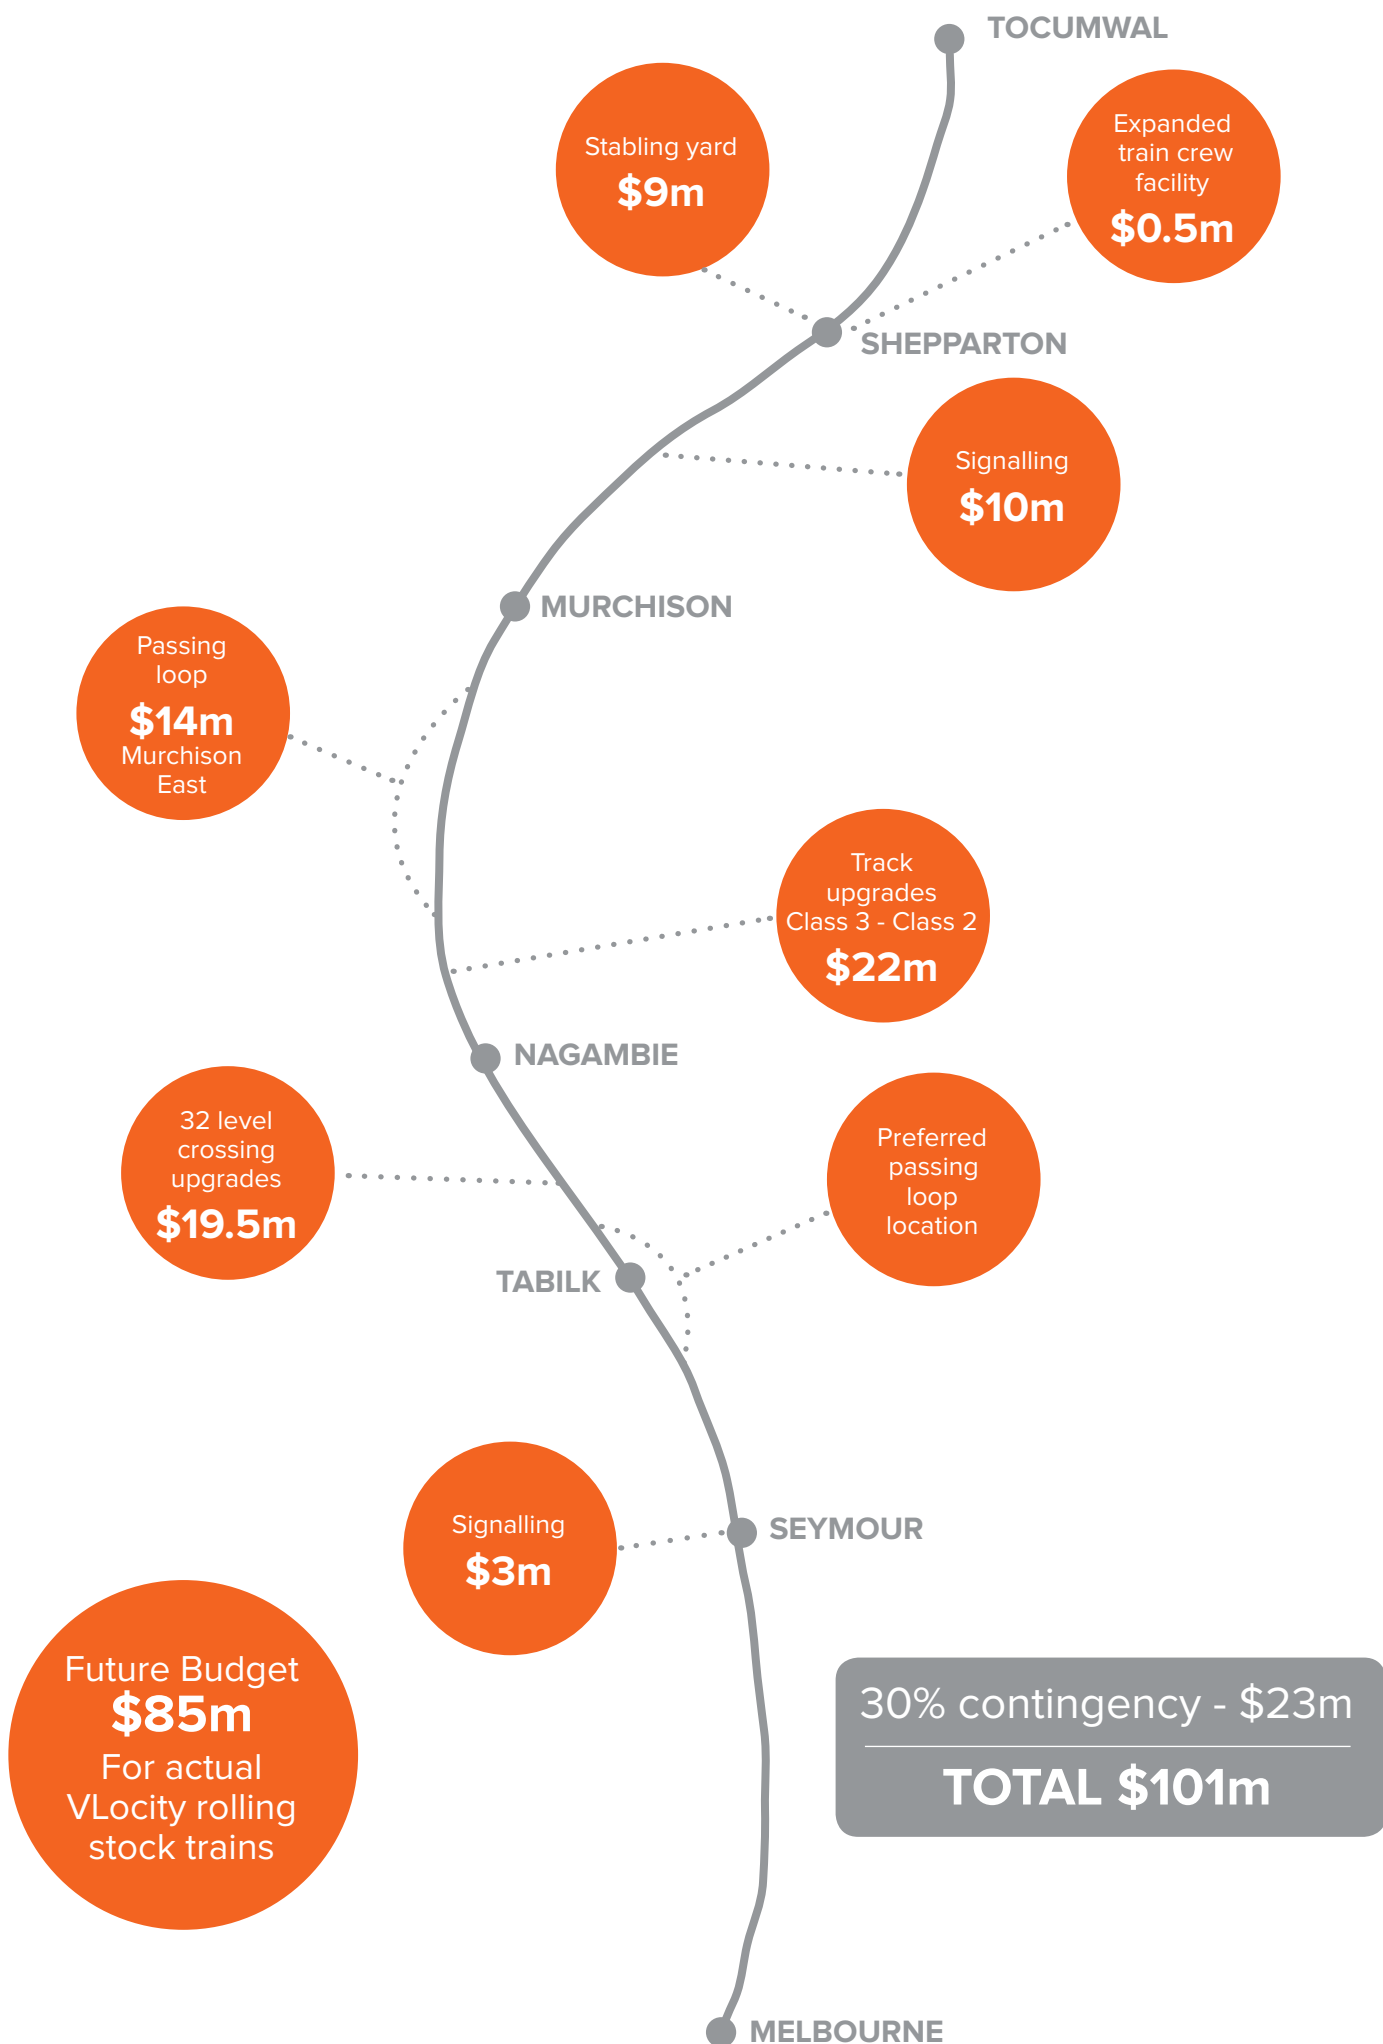 TOCUMWAL
Stabling yard
$9m
Expanded
train crew
facility
$0.5m
SHEPPARTON
Signalling
$10m
MURCHISON
Passing
loop
$14m
Murchison
East
Track
upgrades
Class 3 - Class 2
$22m
NAGAMBIE
32 level
crossing
upgrades
$19.5m
Preferred
passing
loop
location
TABILK
Signalling
$3m
SEYMOUR
Future Budget
$85m
For actual
VLocity rolling
stock trains
30% contingency - $23m
TOTAL $101m
MELBOURNE